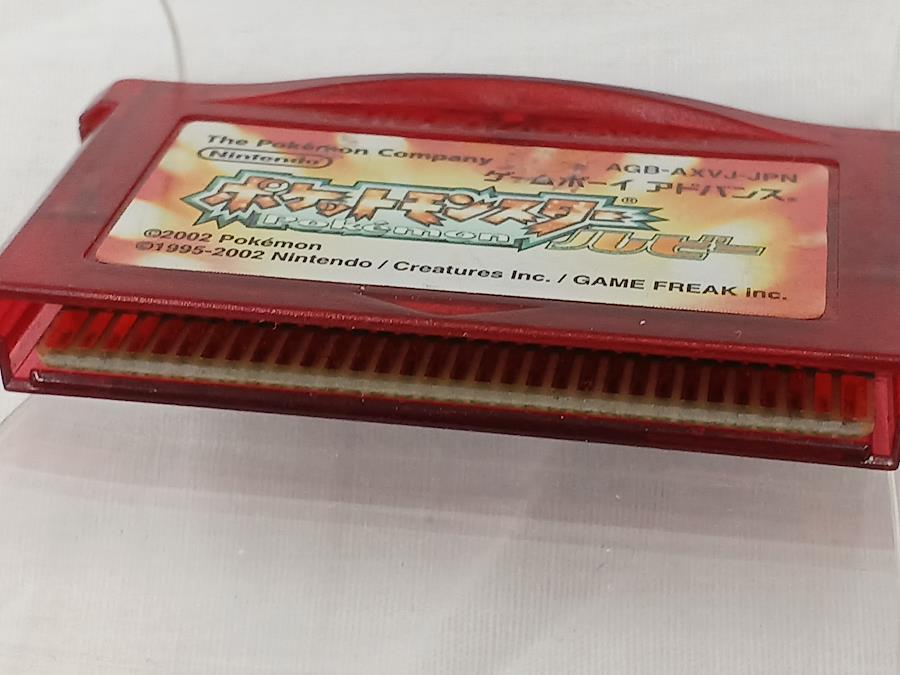 The Pokémon Company
Nintendo
AGB-AXVJ-JPN
ゲームボーイ アドバンス®
ポケットモンスター®
Pokémon
ルビー
©2002 Pokémon
©1995-2002 Nintendo / Creatures Inc. / GAME FREAK inc.